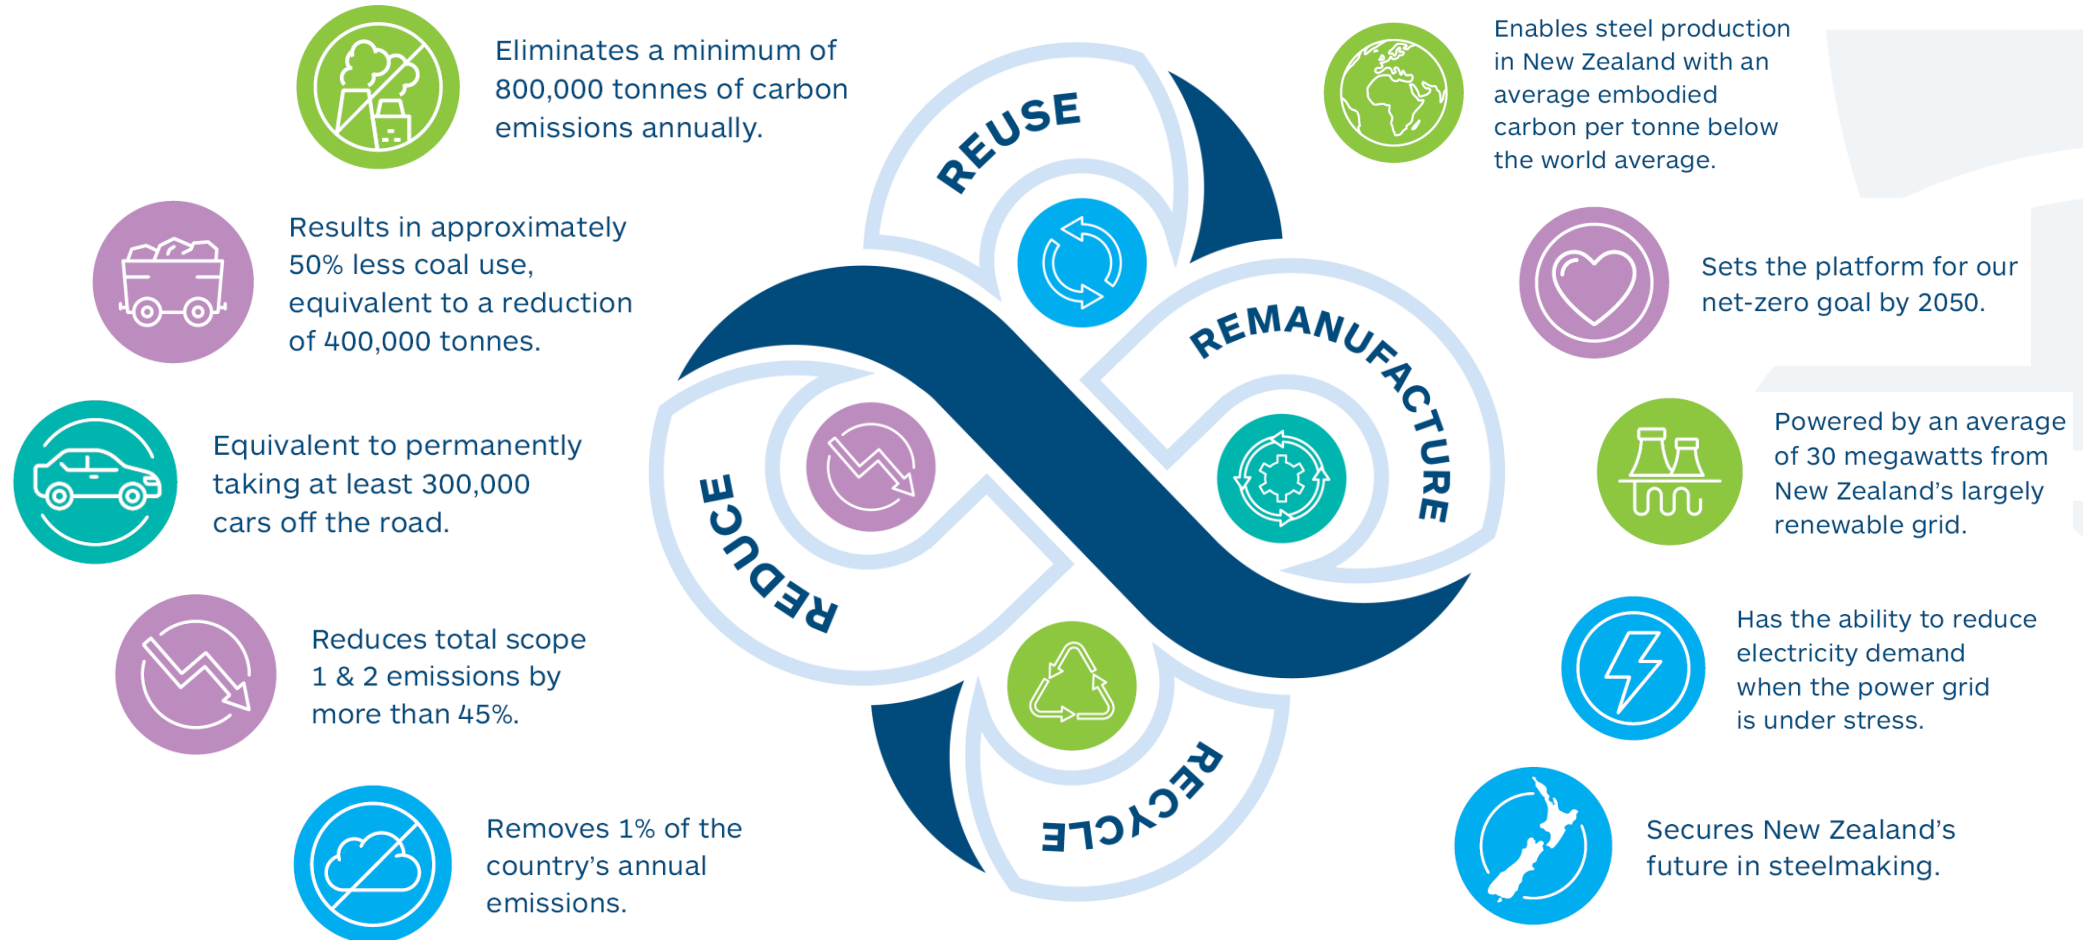 Eliminates a minimum of
800,000 tonnes of carbon
emissions annually.
Results in approximately
50% less coal use,
equivalent to a reduction
of 400,000 tonnes.
Equivalent to permanently
taking at least 300,000
cars off the road.
Reduces total scope
1 & 2 emissions by
more than 45%.
Removes 1% of the
country’s annual
emissions.
REUSE
REMANUFACTURE
REDUCE
RECYCLE
Enables steel production
in New Zealand with an
average embodied
carbon per tonne below
the world average.
Sets the platform for our
net-zero goal by 2050.
Powered by an average
of 30 megawatts from
New Zealand’s largely
renewable grid.
Has the ability to reduce
electricity demand
when the power grid
is under stress.
Secures New Zealand’s
future in steelmaking.